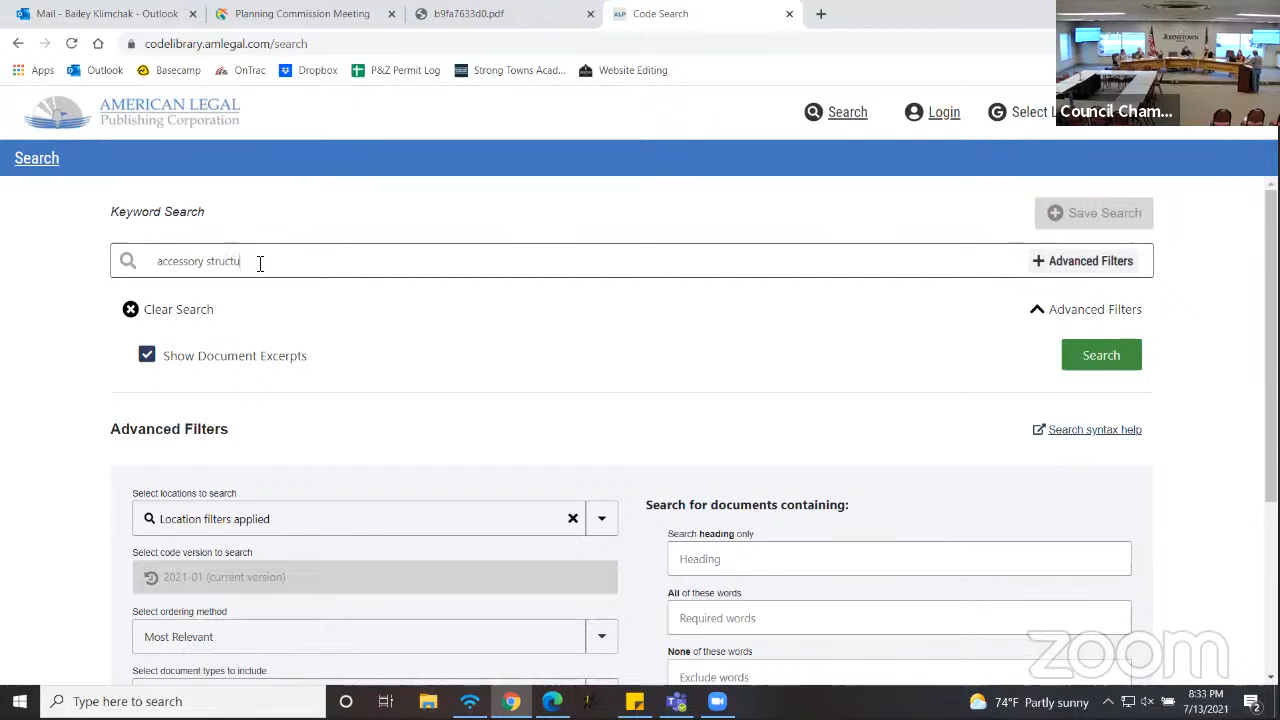 Mail - Bailey Morlan - Outlook
Planning Commission Meeting
b9f8763dd.pdf
ALP Code Search
codelibrary.amlegal.com/search
JOHNSTOWN
Apps
Outlook
Basecamp
OnTrac
Dropbox
P&Z Permit Log
Strong Towns Acad...
Website Editing
AMERICAN LEGAL
Publishing Corporation
Search
Login
Select L
Council Cham...
Search
Keyword Search
Save Search
accessory structu
Advanced Filters
Clear Search
Advanced Filters
Show Document Excerpts
Search
Advanced Filters
Search syntax help
Select locations to search
Search for documents containing:
Location filters applied
Search heading only
Select code version to search
Heading
2021-01 (current version)
All of these words
Select ordering method
Required words
Most Relevant
None of these words
Select document types to include
Exclude words
zoom
Type here to search
74°F Partly sunny
8:33 PM
7/13/2021
2